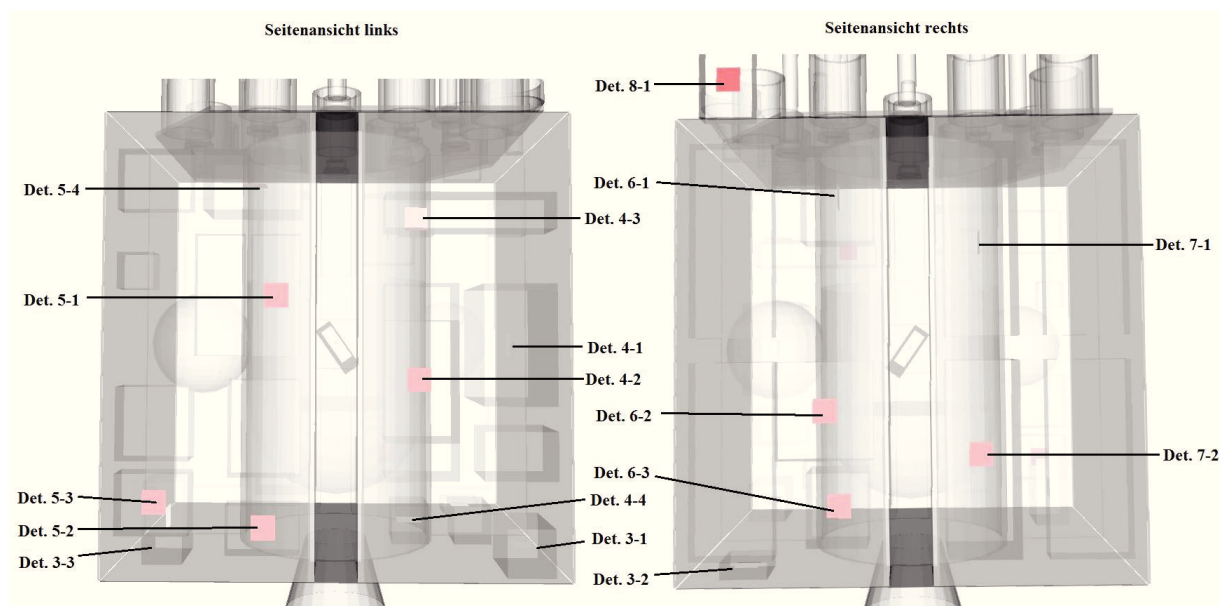 Seitenansicht links
Seitenansicht rechts
Det. 8-1
Det. 5-4
Det. 6-1
Det. 4-3
Det. 7-1
Det. 5-1
Det. 4-1
Det. 4-2
Det. 6-2
Det. 7-2
Det. 6-3
Det. 5-3
Det. 4-4
Det. 5-2
Det. 3-1
Det. 3-3
Det. 3-2